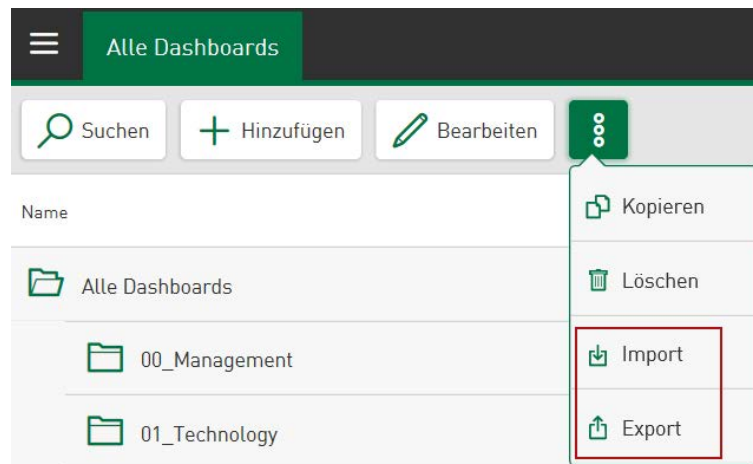 Alle Dashboards
Suchen Hinzufügen Bearbeiten
Name
Kopieren
Alle Dashboards
Löschen
00_Management
Import
01_Technology
Export